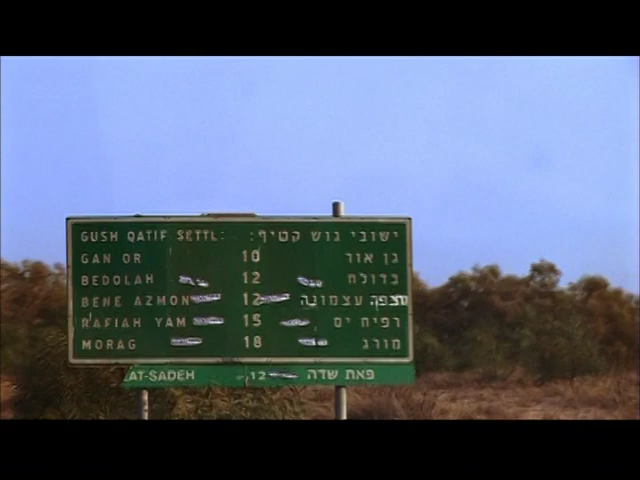 GUSH QATIF SETTL: ישובי גוש קטיף:
GAN OR 10 גן אור
BEDOLAH 12 בדולח
BENE AZMON 12 עצמונה
RAFIAH YAM 15 רפיח ים
MORAG 18 מורג
AT-SADEH 12 פאת שדה